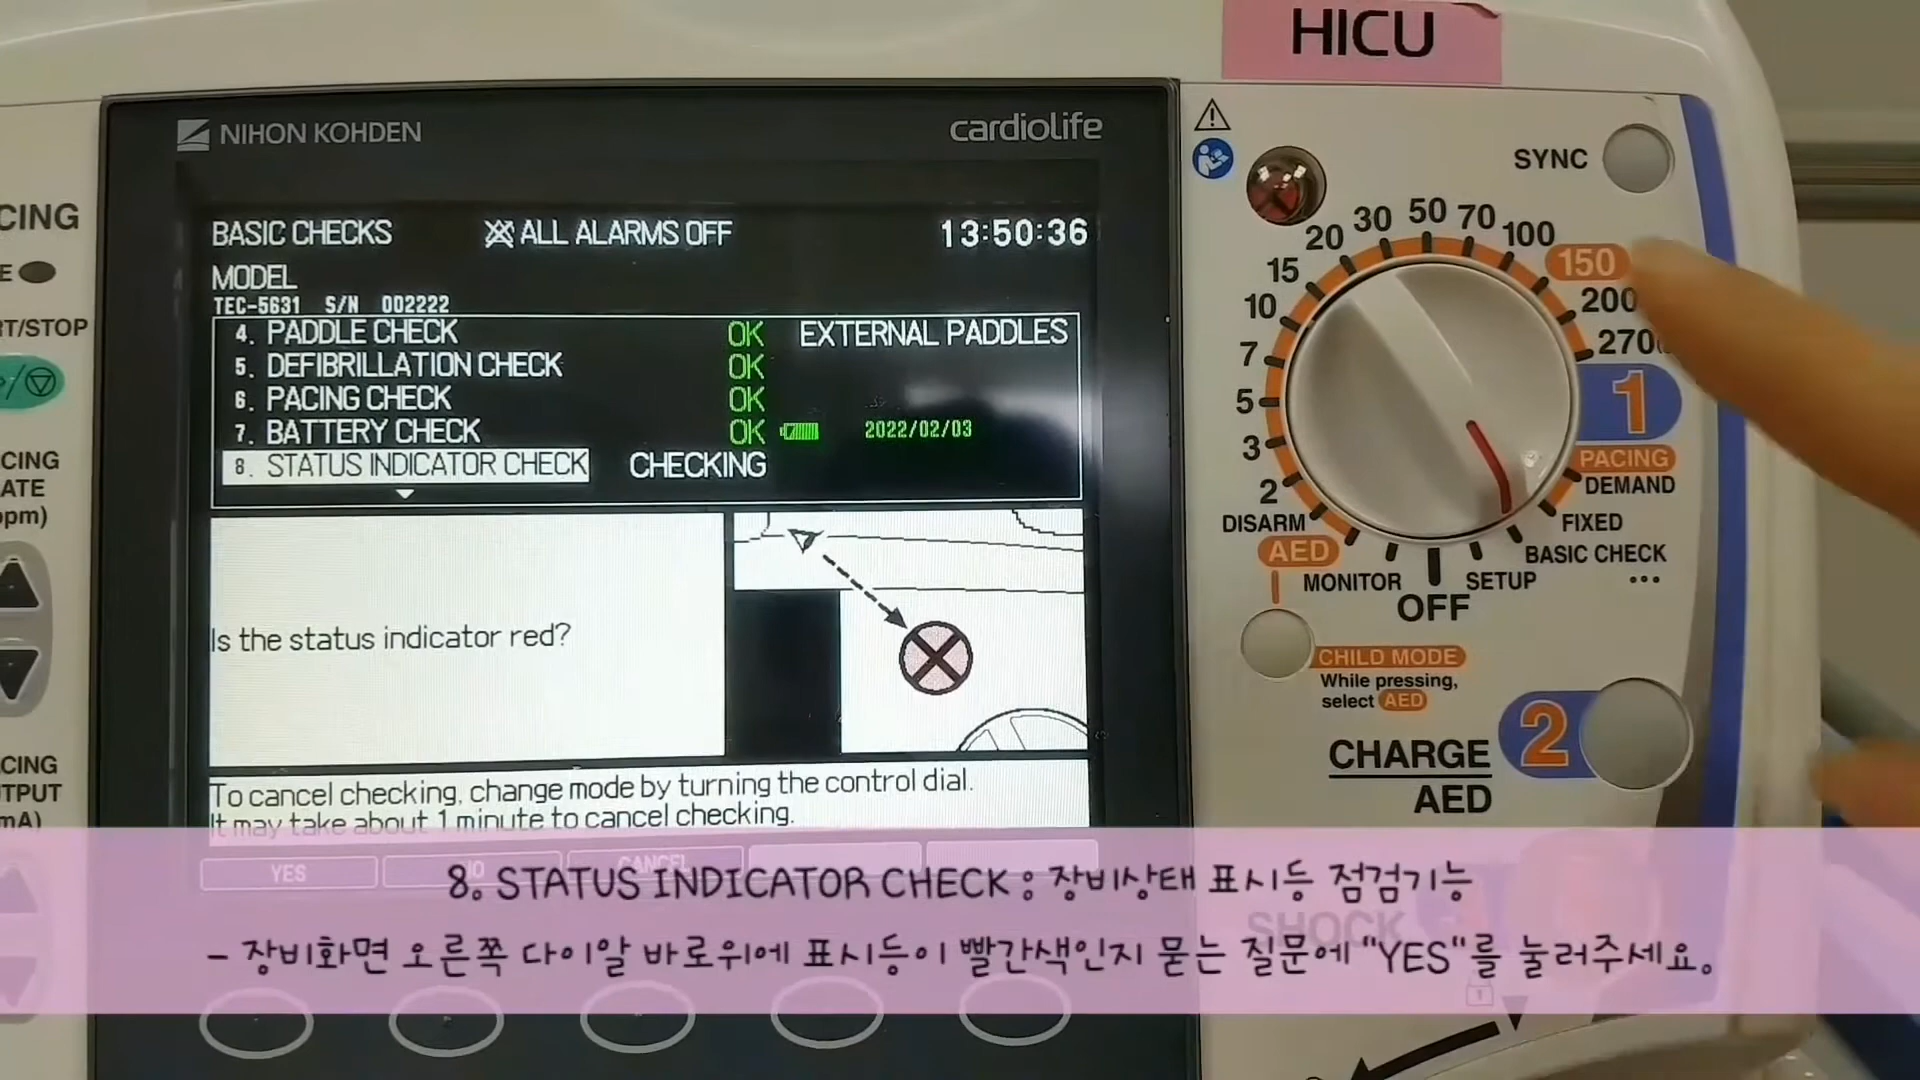 HICU
NIHON KOHDEN
cardiolife
BASIC CHECKS ALL ALARMS OFF 13:50:36
MODEL
TEC-5631 S/N 002222
4. PADDLE CHECK OK EXTERNAL PADDLES
5. DEFIBRILLATION CHECK OK
6. PACING CHECK OK
7. BATTERY CHECK OK 2022/02/03
8. STATUS INDICATOR CHECK CHECKING
Is the status indicator red?
To cancel checking, change mode by turning the control dial.
It may take about 1 minute to cancel checking.
YES
NO
CANCEL
SYNC
DISARM 2 3 5 7 10 15 20 30 50 70 100 150 200 270
1
PACING
DEMAND
FIXED
BASIC CHECK
...
SETUP
OFF
MONITOR
AED
CHILD MODE
While pressing,
select AED
2
CHARGE
AED
SHOCK
8. STATUS INDICATOR CHECK : 장비상태 표시등 점검기능
- 장비화면 오른쪽 다이알 바로위에 표시등이 빨간색인지 묻는 질문에 "YES"를 눌러주세요.
CING
E
RT/STOP
CING
ATE
ppm)
CING
TPUT
mA)